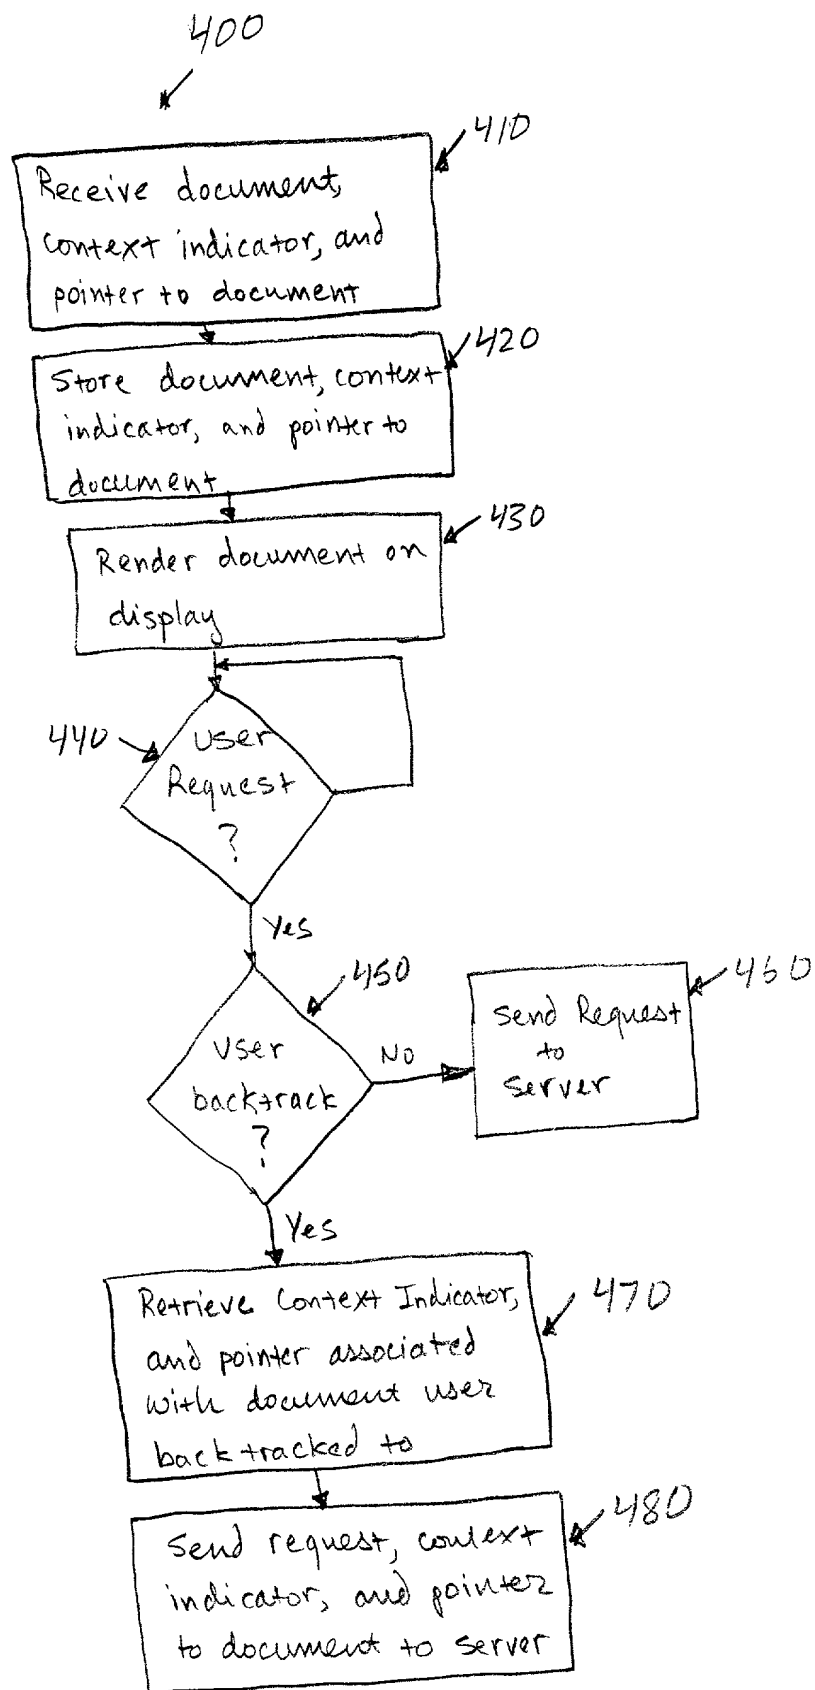 400
410
Receive document,
context indicator, and
pointer to document
420
Store document, context
indicator, and pointer to
document
430
Render document on
display
440
User
Request
?
Yes
450
User
backtrack
?
No
460
Send Request
to
Server
Yes
470
Retrieve Context Indicator,
and pointer associated
with document user
backtracked to
480
Send request, context
indicator, and pointer
to document to server